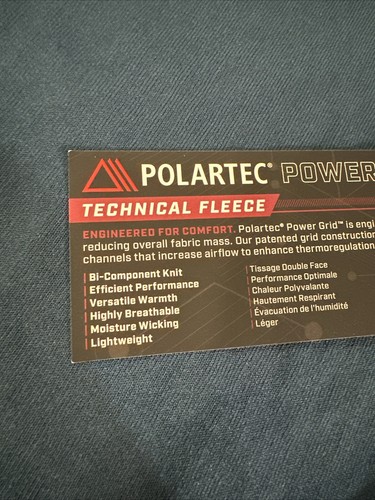 POLARTEC® POWER
TECHNICAL FLEECE
ENGINEERED FOR COMFORT. Polartec® Power Grid™ is engi
reducing overall fabric mass. Our patented grid construction
channels that increase airflow to enhance thermoregulation
Bi-Component Knit
Efficient Performance
Versatile Warmth
Highly Breathable
Moisture Wicking
Lightweight
Tissage Double Face
Performance Optimale
Chaleur Polyvalante
Hautement Respirant
Évacuation de l'humidité
Léger